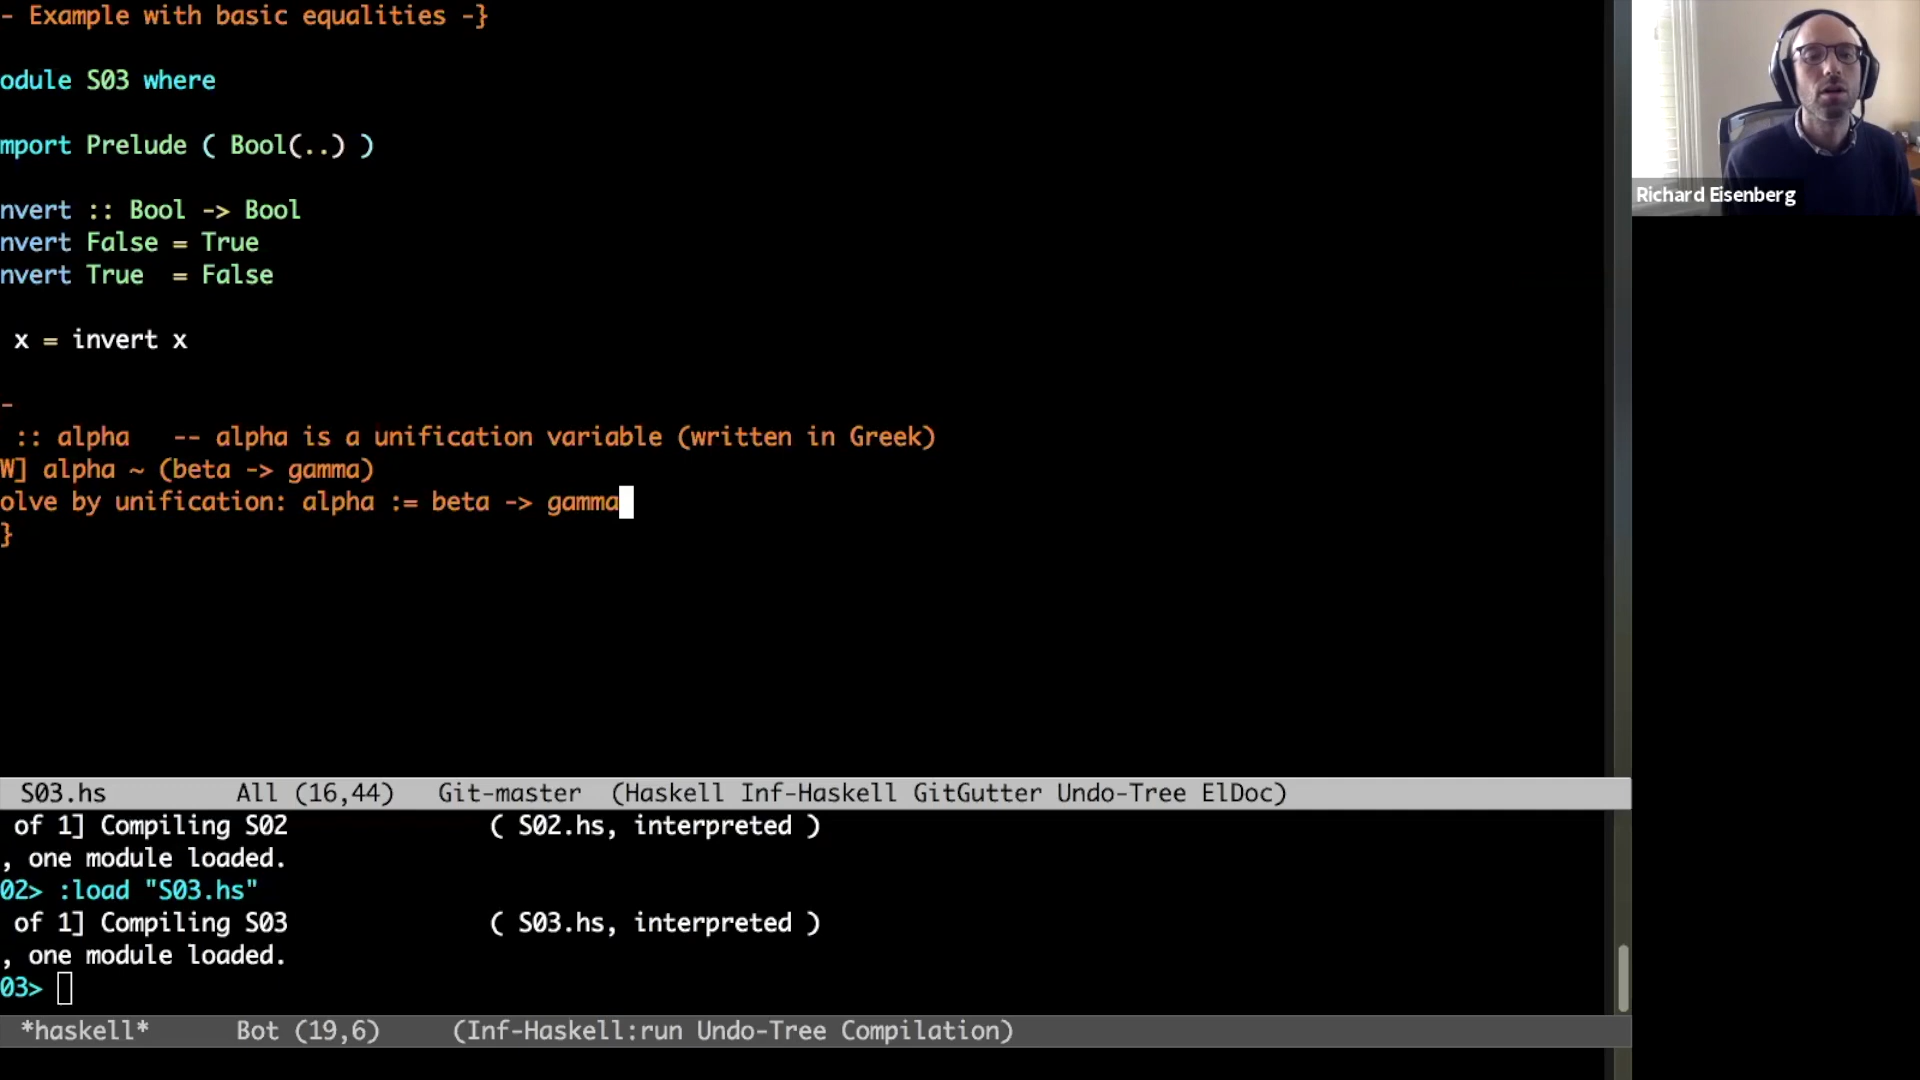 - Example with basic equalities -}
odule S03 where
mport Prelude ( Bool(..) )
nvert :: Bool -> Bool
nvert False = True
nvert True  = False
x = invert x
-
:: alpha   -- alpha is a unification variable (written in Greek)
W] alpha ~ (beta -> gamma)
olve by unification: alpha := beta -> gamma
}
S03.hs         All (16,44)   Git-master  (Haskell Inf-Haskell GitGutter Undo-Tree ElDoc)
of 1] Compiling S02              ( S02.hs, interpreted )
, one module loaded.
02> :load "S03.hs"
of 1] Compiling S03              ( S03.hs, interpreted )
, one module loaded.
03>
*haskell*      Bot (19,6)    (Inf-Haskell:run Undo-Tree Compilation)
Richard Eisenberg